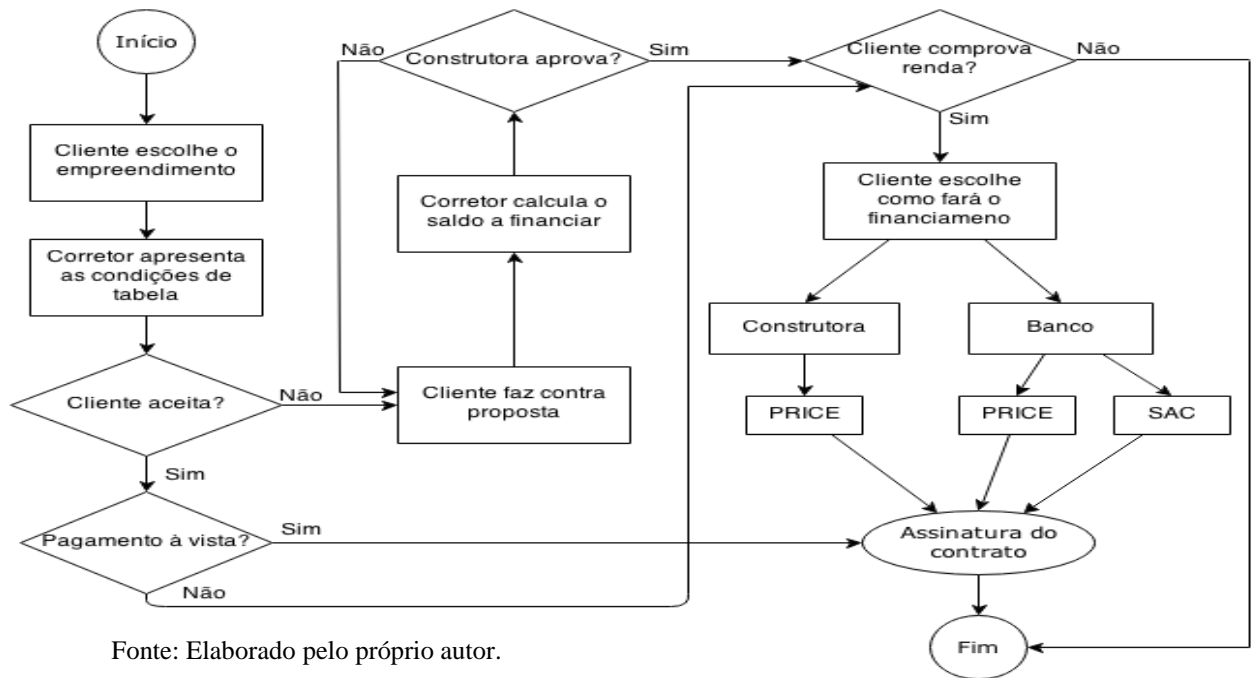 Início
Cliente escolhe o
empreendimento
Corretor apresenta
as condições de
tabela
Cliente aceita?
Não
Sim
Pagamento à vista?
Sim
Não
Cliente faz contra
proposta
Corretor calcula o
saldo a financiar
Construtora aprova?
Não
Sim
Cliente comprova
renda?
Não
Sim
Cliente escolhe
como fará o
financiameno
Construtora
Banco
PRICE
PRICE
SAC
Assinatura do
contrato
Fim
Fonte: Elaborado pelo próprio autor.